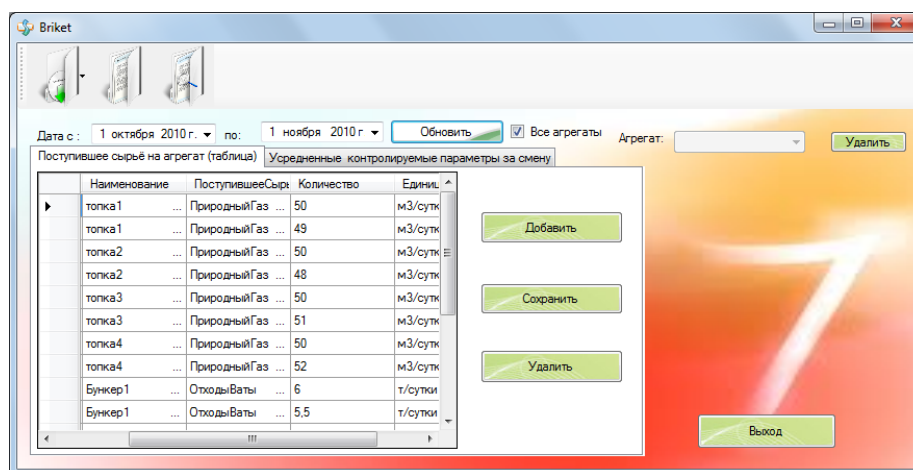 Briket
Дата с : 1 октября 2010 г. по: 1 ноября 2010 г Обновить Все агрегаты Агрегат: Удалить
Поступившее сырьё на агрегат (таблица) Усредненные контролируемые параметры за смену
Наименование ПоступившееСырь Количество Единиц
топка1 ... ПриродныйГаз ... 50 м3/сутк
топка1 ... ПриродныйГаз ... 49 м3/сутк
топка2 ... ПриродныйГаз ... 50 м3/сутк
топка2 ... ПриродныйГаз ... 48 м3/сутк
топка3 ... ПриродныйГаз ... 50 м3/сутк
топка3 ... ПриродныйГаз ... 51 м3/сутк
топка4 ... ПриродныйГаз ... 50 м3/сутк
топка4 ... ПриродныйГаз ... 52 м3/сутк
Бункер1 ... ОтходыВаты ... 6 т/сутки
Бункер1 ... ОтходыВаты ... 5,5 т/сутки
Добавить
Сохранить
Удалить
Выход